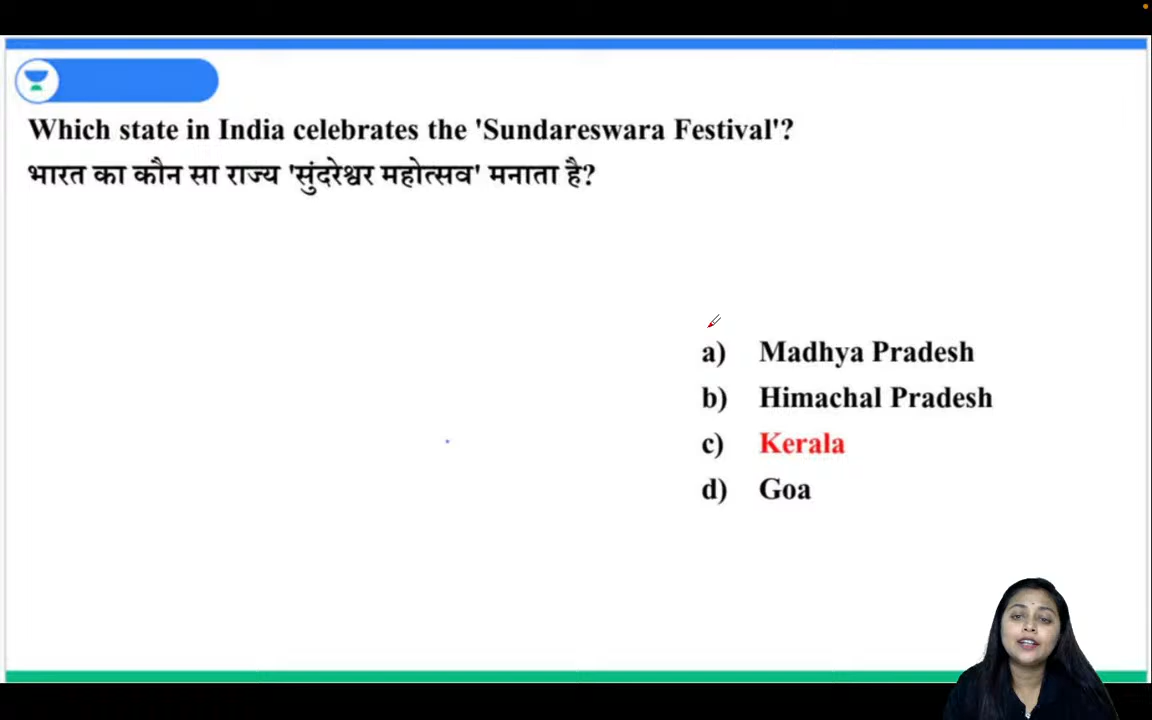 Which state in India celebrates the 'Sundareswara Festival'?
भारत का कौन सा राज्य 'सुंदरेश्वर महोत्सव' मनाता है?
a) Madhya Pradesh
b) Himachal Pradesh
c) Kerala
d) Goa